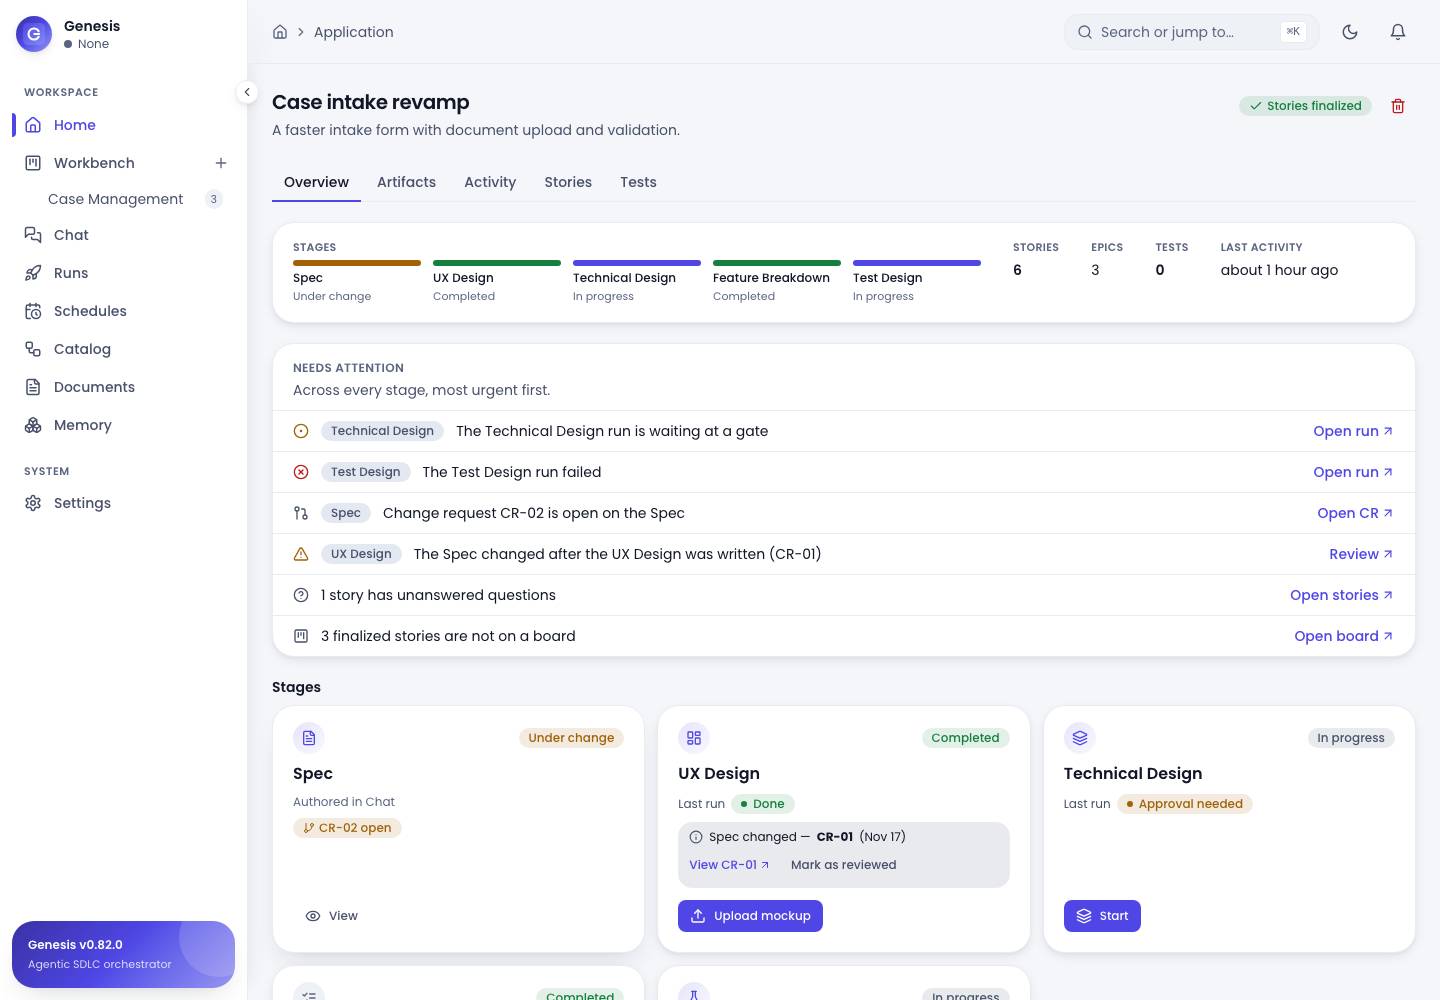 Genesis
None
WORKSPACE
Home
Workbench
Case Management 3
Chat
Runs
Schedules
Catalog
Documents
Memory
SYSTEM
Settings
Genesis v0.82.0
Agentic SDLC orchestrator
Application
Search or jump to... ⌘K
Case intake revamp
A faster intake form with document upload and validation.
Stories finalized
Overview Artifacts Activity Stories Tests
STAGES
Spec
Under change
UX Design
Completed
Technical Design
In progress
Feature Breakdown
Completed
Test Design
In progress
STORIES
6
EPICS
3
TESTS
0
LAST ACTIVITY
about 1 hour ago
NEEDS ATTENTION
Across every stage, most urgent first.
Technical Design The Technical Design run is waiting at a gate Open run
Test Design The Test Design run failed Open run
Spec Change request CR-02 is open on the Spec Open CR
UX Design The Spec changed after the UX Design was written (CR-01) Review
1 story has unanswered questions Open stories
3 finalized stories are not on a board Open board
Stages
Under change
Spec
Authored in Chat
CR-02 open
View
Completed
UX Design
Last run Done
Spec changed — CR-01 (Nov 17)
View CR-01 Mark as reviewed
Upload mockup
In progress
Technical Design
Last run Approval needed
Start
Completed
In progress